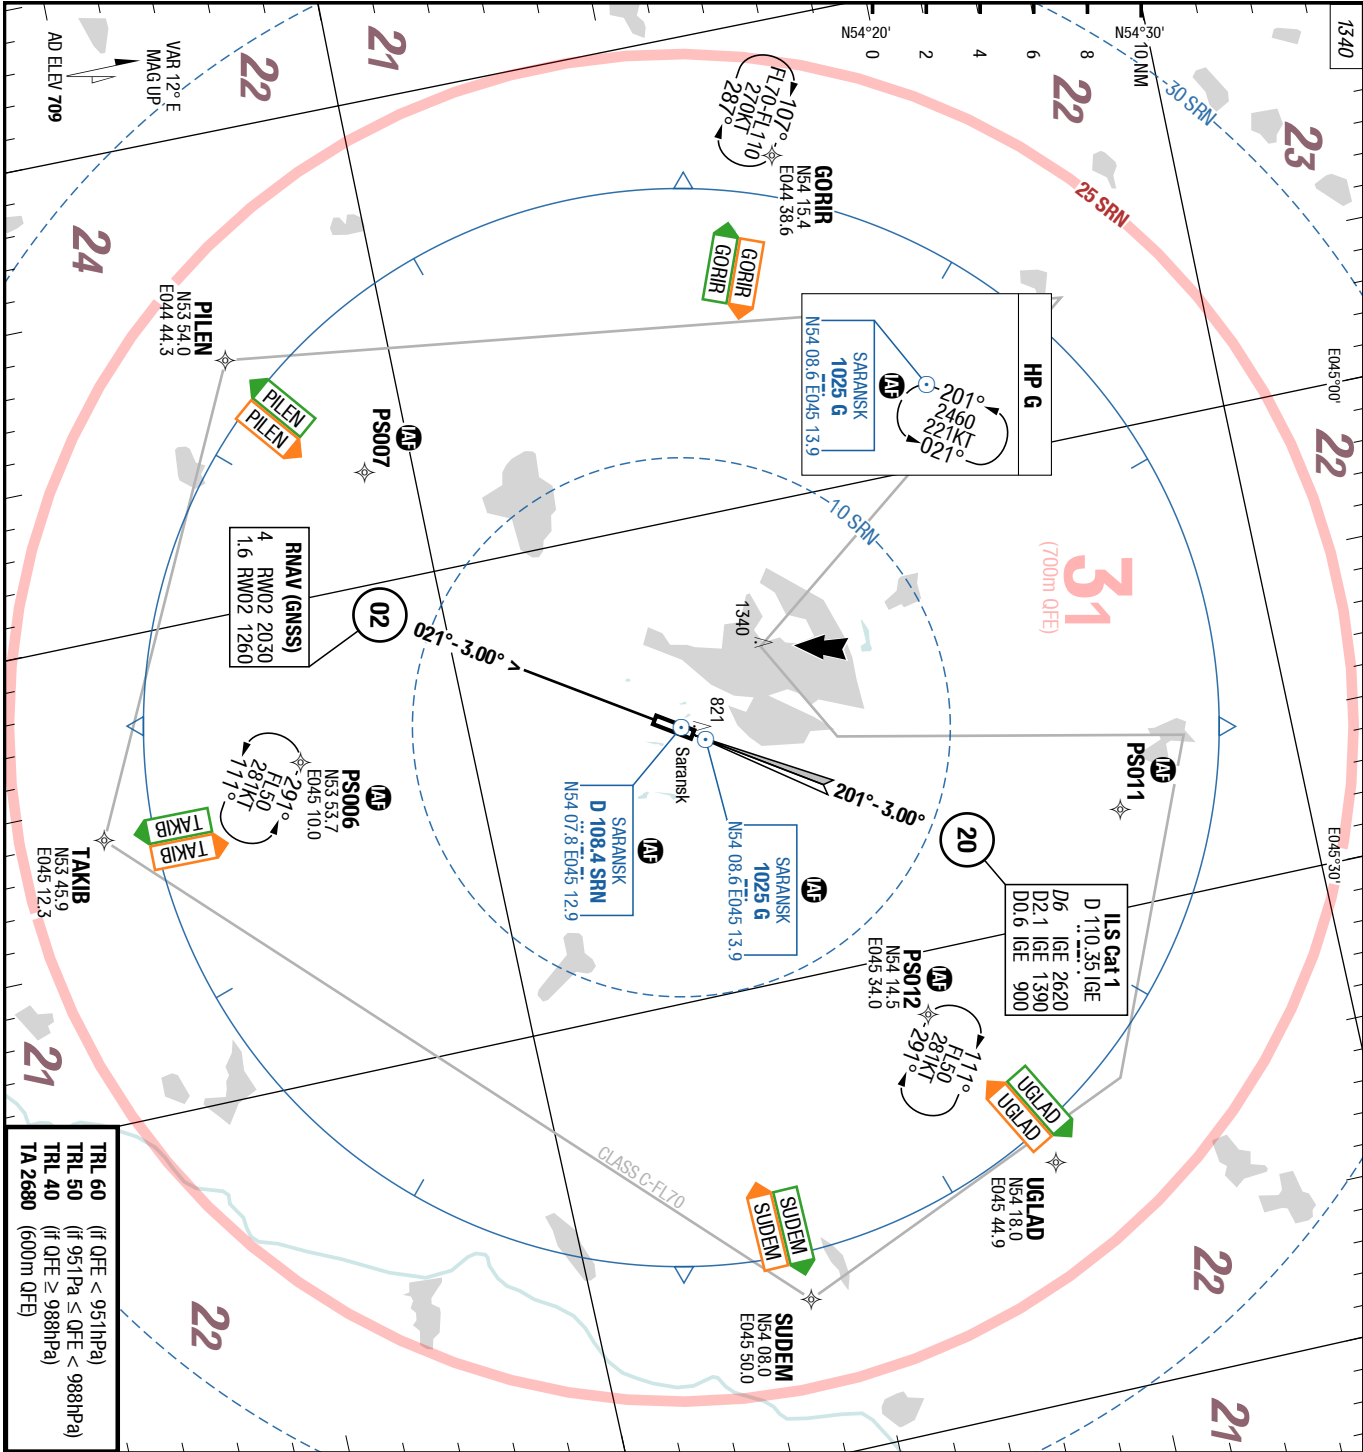 1340
N54°20'
N54°30'
0
2
4
6
8
10 NM
30 SRN
23
22
21
22
VAR 12° E
MAG UP
AD ELEV 709
25 SRN
107°
FL70-FL110
270KT
287°
GORIR
N54 15.4
E044 38.6
GORIR
GORIR
24
PILEN
N53 54.0
E044 44.3
PILEN
PILEN
HP G
201°
2460
221KT
021°
IAF
SARANSK
1025 G
N54 08.6 E045 13.9
E045°00'
22
IAF
PS007
10 SRN
31
(700m QFE)
RNAV (GNSS)
4 RW02 2030
1.6 RW02 1260
02
021°-3.00° >
1340
821
Saransk
201°-3.00°
20
IAF
PS011
E045°30'
ILS Cat 1
D 110.35 IGE
D6 IGE 2620
D2.1 IGE 1390
D0.6 IGE 900
IAF
SARANSK
1025 G
N54 08.6 E045 13.9
IAF
SARANSK
D 108.4 SRN
N54 07.8 E045 12.9
IAF
PS006
N53 53.7
E045 10.0
291°
FL50
281KT
111°
TAKIB
TAKIB
TAKIB
N53 45.9
E045 12.3
IAF
PS012
N54 14.5
E045 34.0
111°
FL50
281KT
291°
UGLAD
UGLAD
UGLAD
N54 18.0
E045 44.9
CLASS C-FL70
SUDEM
SUDEM
SUDEM
N54 08.0
E045 50.0
21
22
22
21
TRL 60 (if QFE < 951hPa)
TRL 50 (if 951Pa ≤ QFE < 988hPa)
TRL 40 (if QFE ≥ 988hPa)
TA 2680 (600m QFE)